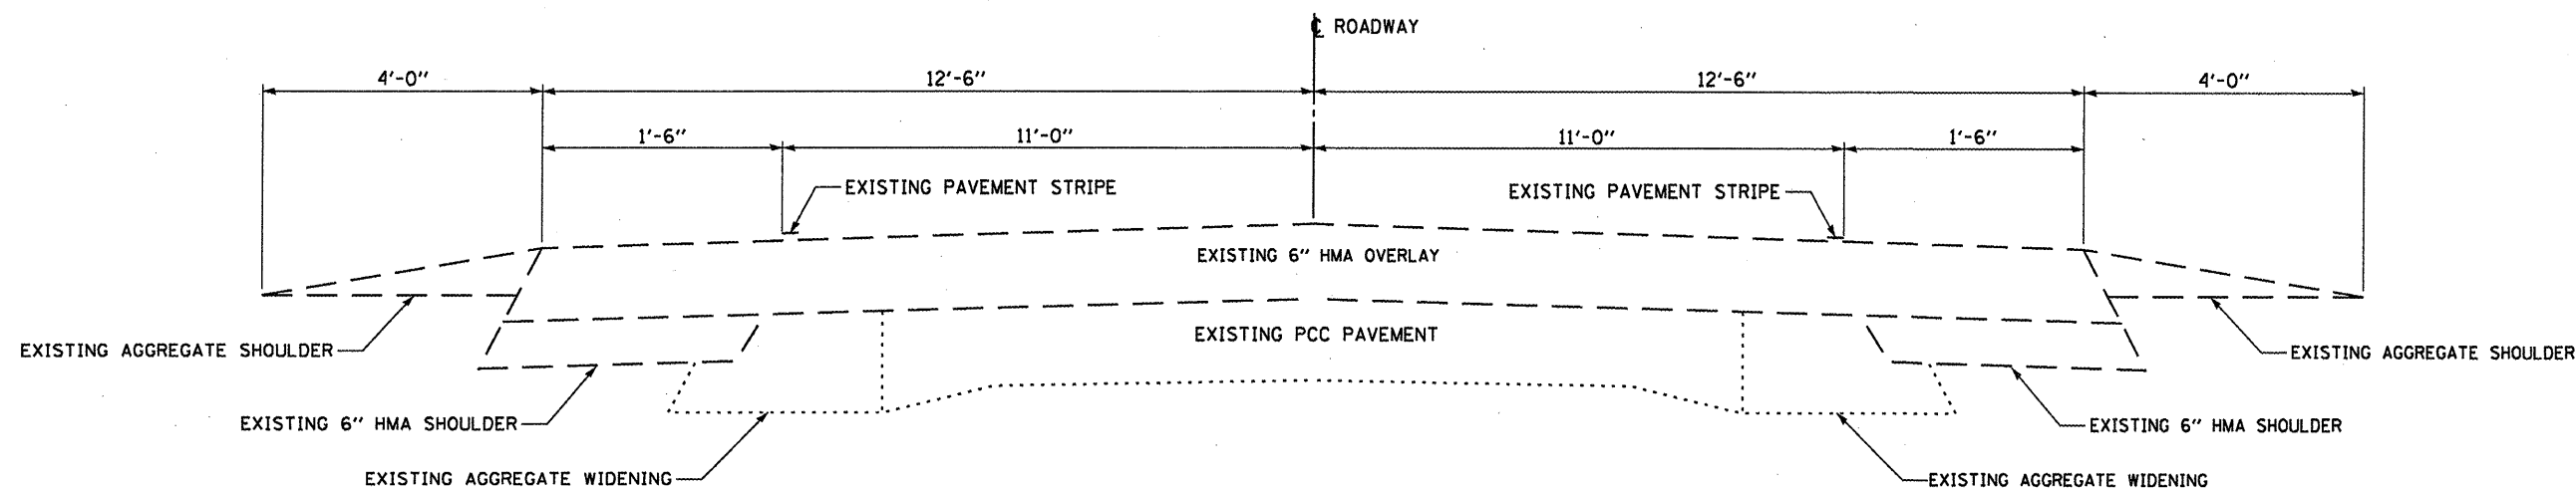 ℄ ROADWAY
4'-0" 12'-6" 12'-6" 4'-0"
1'-6" 11'-0" 11'-0" 1'-6"
EXISTING PAVEMENT STRIPE
EXISTING PAVEMENT STRIPE
EXISTING 6" HMA OVERLAY
EXISTING PCC PAVEMENT
EXISTING AGGREGATE SHOULDER
EXISTING AGGREGATE SHOULDER
EXISTING 6" HMA SHOULDER
EXISTING 6" HMA SHOULDER
EXISTING AGGREGATE WIDENING
EXISTING AGGREGATE WIDENING